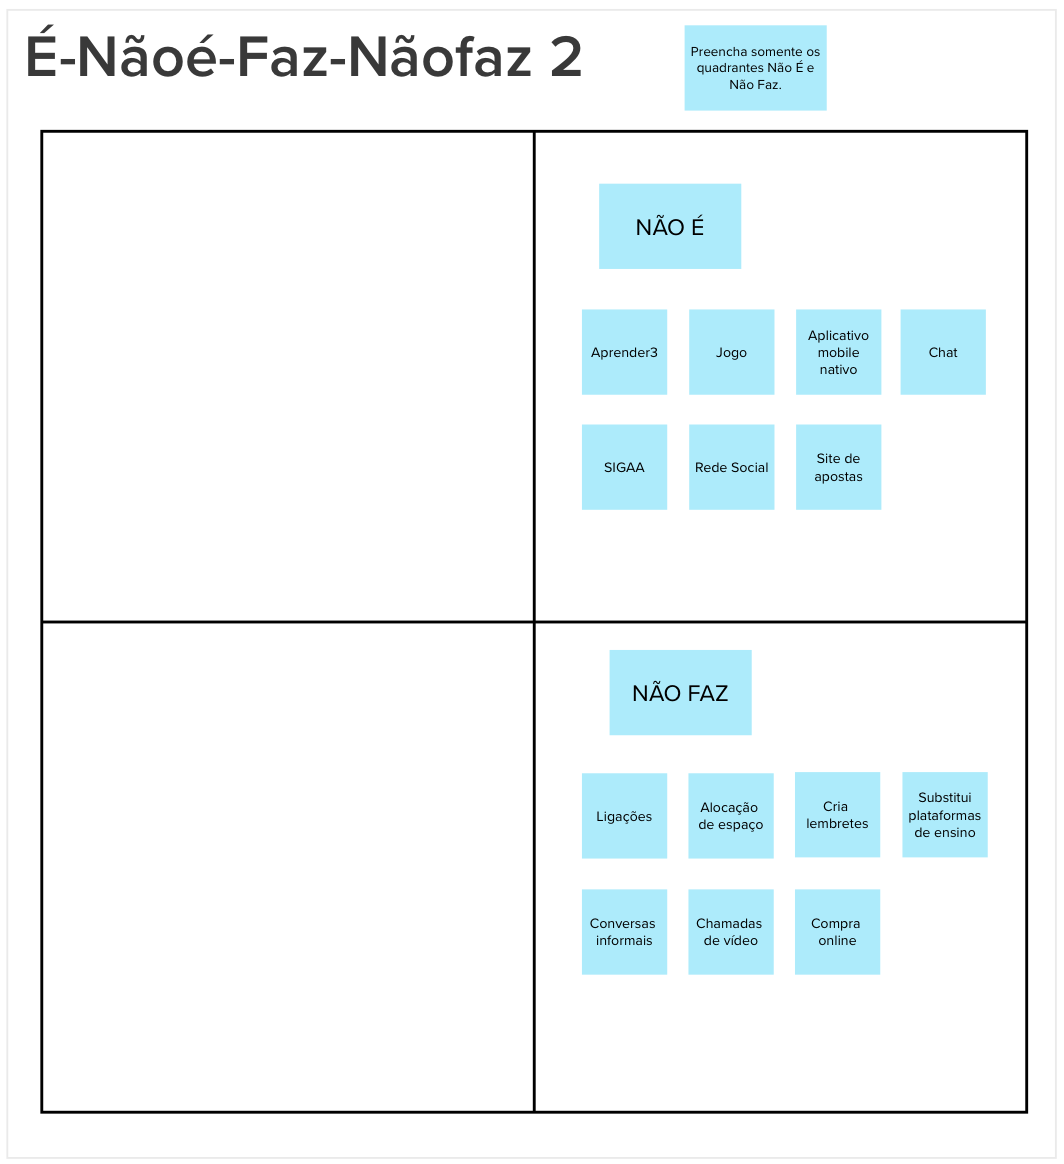 É-Nãoé-Faz-Nãofaz 2
Preencha somente os
quadrantes Não É e
Não Faz.
NÃO É
Aprender3
Jogo
Aplicativo
mobile
nativo
Chat
SIGAA
Rede Social
Site de
apostas
NÃO FAZ
Ligações
Alocação
de espaço
Cria
lembretes
Substitui
plataformas
de ensino
Conversas
informais
Chamadas
de vídeo
Compra
online